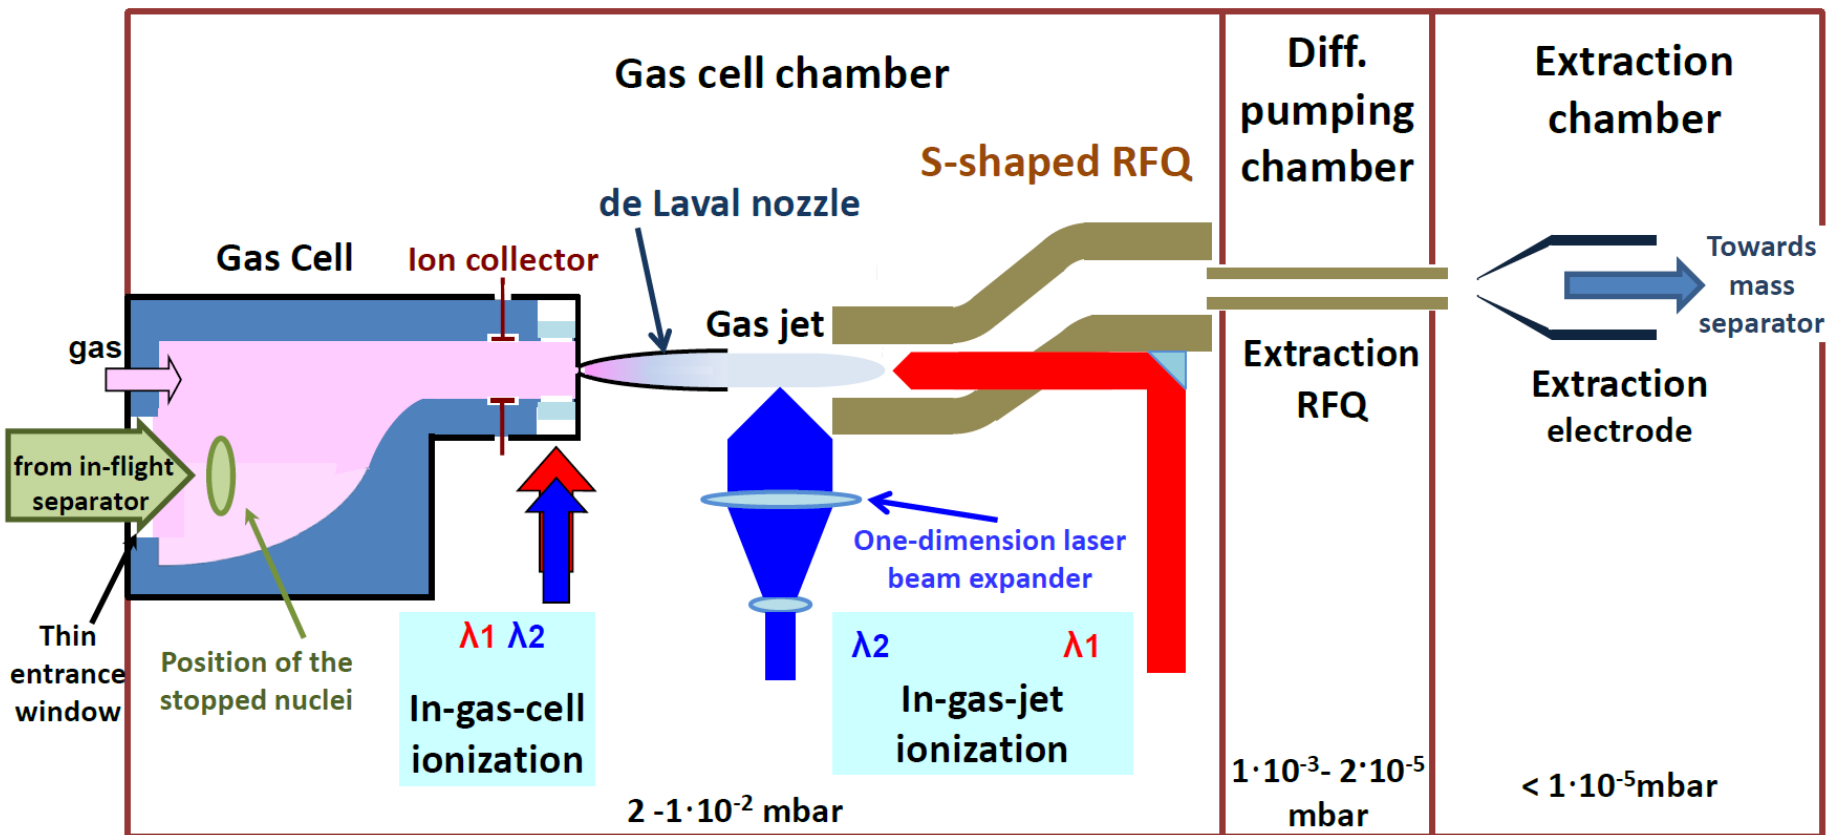 Gas cell chamber
Diff.
pumping
chamber
Extraction
chamber
S-shaped RFQ
de Laval nozzle
Gas Cell
Ion collector
Gas jet
gas
Towards
mass
separator
Extraction
RFQ
Extraction
electrode
from in-flight
separator
One-dimension laser
beam expander
Thin
entrance
window
Position of the
stopped nuclei
λ1 λ2
In-gas-cell
ionization
λ2 λ1
In-gas-jet
ionization
2 -1·10⁻² mbar
1·10⁻³- 2·10⁻⁵
mbar
< 1·10⁻⁵mbar